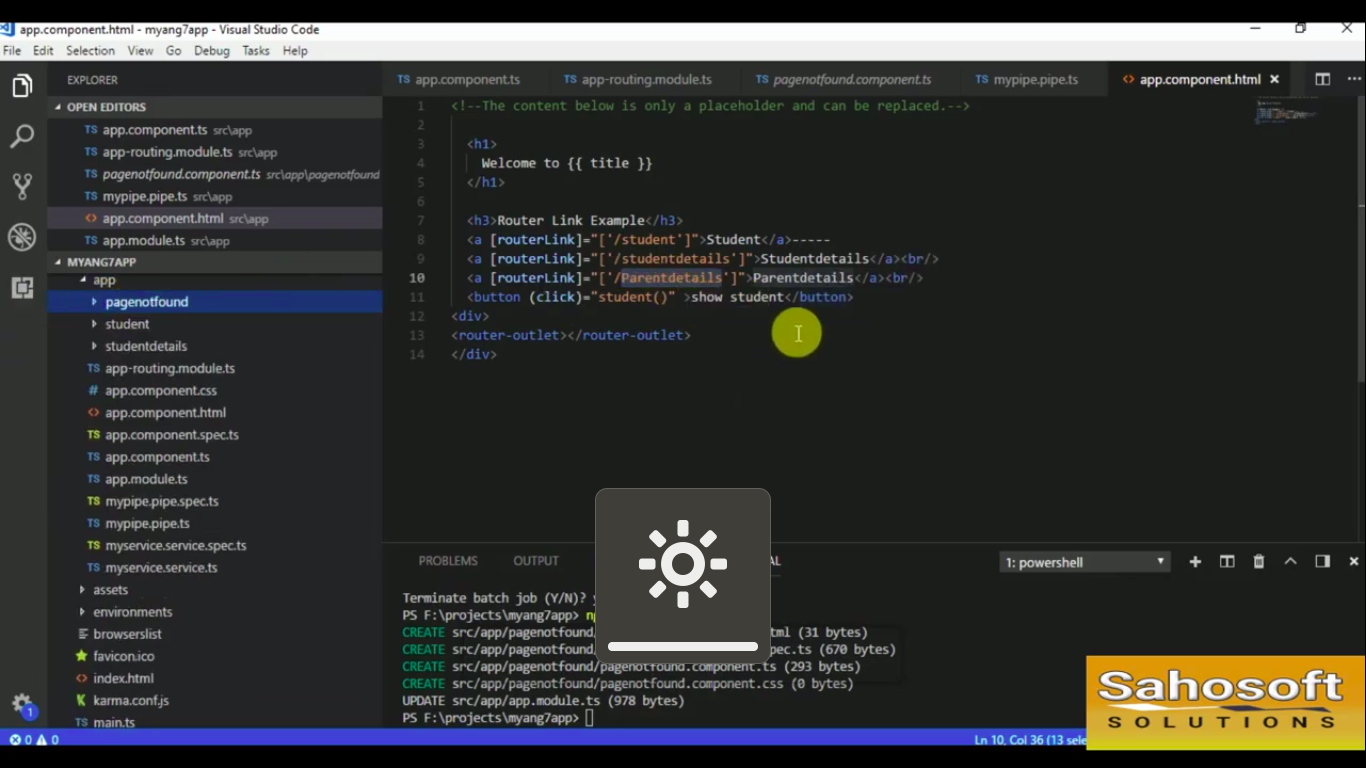 app.component.html - myang7app - Visual Studio Code
File Edit Selection View Go Debug Tasks Help
EXPLORER
OPEN EDITORS
TS app.component.ts src\app
TS app-routing.module.ts src\app
TS pagenotfound.component.ts src\app\pagenotfound
TS mypipe.pipe.ts src\app
<> app.component.html src\app
TS app.module.ts src\app
MYANG7APP
app
pagenotfound
student
studentdetails
TS app-routing.module.ts
# app.component.css
<> app.component.html
TS app.component.spec.ts
TS app.component.ts
TS app.module.ts
TS mypipe.pipe.spec.ts
TS mypipe.pipe.ts
TS myservice.service.spec.ts
TS myservice.service.ts
assets
environments
browserslist
favicon.ico
<> index.html
karma.conf.js
TS main.ts
1
0 0
TS app.component.ts TS app-routing.module.ts TS pagenotfound.component.ts TS mypipe.pipe.ts <> app.component.html
1 <!--The content below is only a placeholder and can be replaced.-->
2
3 <h1>
4 Welcome to {{ title }}
5 </h1>
6
7 <h3>Router Link Example</h3>
8 <a [routerLink]="['/student']">Student</a>-----
9 <a [routerLink]="['/studentdetails']">Studentdetails</a><br/>
10 <a [routerLink]="['/Parentdetails']">Parentdetails</a><br/>
11 <button (click)="student()" >show student</button>
12 <div>
13 <router-outlet></router-outlet>
14 </div>
PROBLEMS OUTPUT 1: powershell
Terminate batch job (Y/N)?
PS F:\projects\myang7app>
CREATE src/app/pagenotfound/ (31 bytes)
CREATE src/app/pagenotfound/ (670 bytes)
CREATE src/app/pagenotfound/pagenotfound.component.ts (293 bytes)
CREATE src/app/pagenotfound/pagenotfound.component.css (0 bytes)
UPDATE src/app/app.module.ts (978 bytes)
PS F:\projects\myang7app>
Ln 10, Col 36 (13
Sahosoft
SOLUTIONS